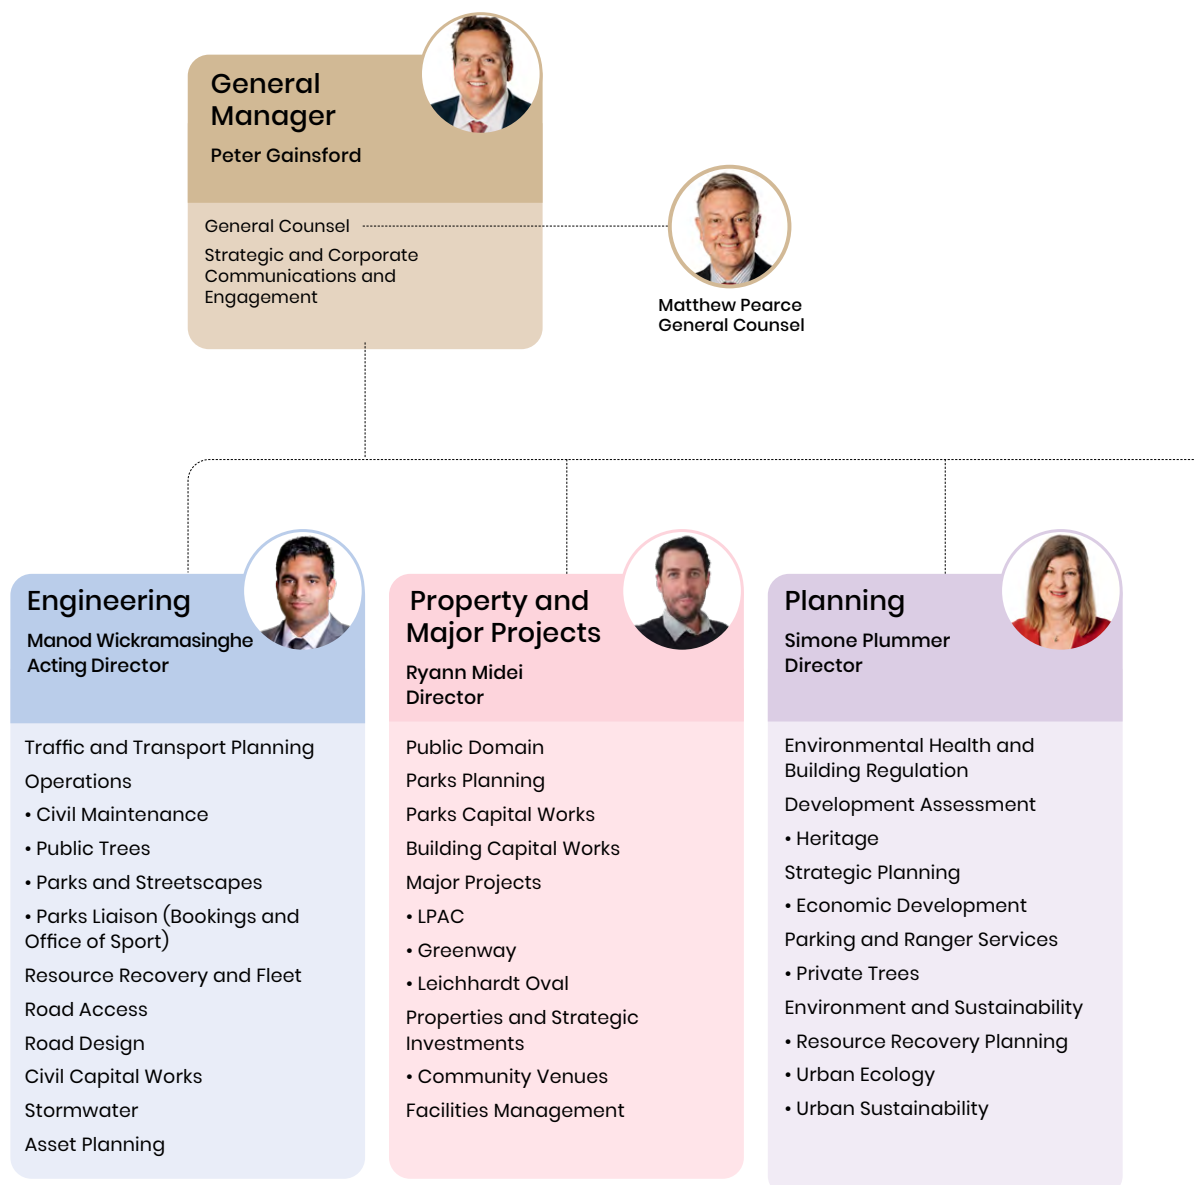 General
Manager
Peter Gainsford
General Counsel
Strategic and Corporate
Communications and
Engagement
Matthew Pearce
General Counsel
Engineering
Manod Wickramasinghe
Acting Director
Traffic and Transport Planning
Operations
• Civil Maintenance
• Public Trees
• Parks and Streetscapes
• Parks Liaison (Bookings and
Office of Sport)
Resource Recovery and Fleet
Road Access
Road Design
Civil Capital Works
Stormwater
Asset Planning
Property and
Major Projects
Ryann Midei
Director
Public Domain
Parks Planning
Parks Capital Works
Building Capital Works
Major Projects
• LPAC
• Greenway
• Leichhardt Oval
Properties and Strategic
Investments
• Community Venues
Facilities Management
Planning
Simone Plummer
Director
Environmental Health and
Building Regulation
Development Assessment
• Heritage
Strategic Planning
• Economic Development
Parking and Ranger Services
• Private Trees
Environment and Sustainability
• Resource Recovery Planning
• Urban Ecology
• Urban Sustainability